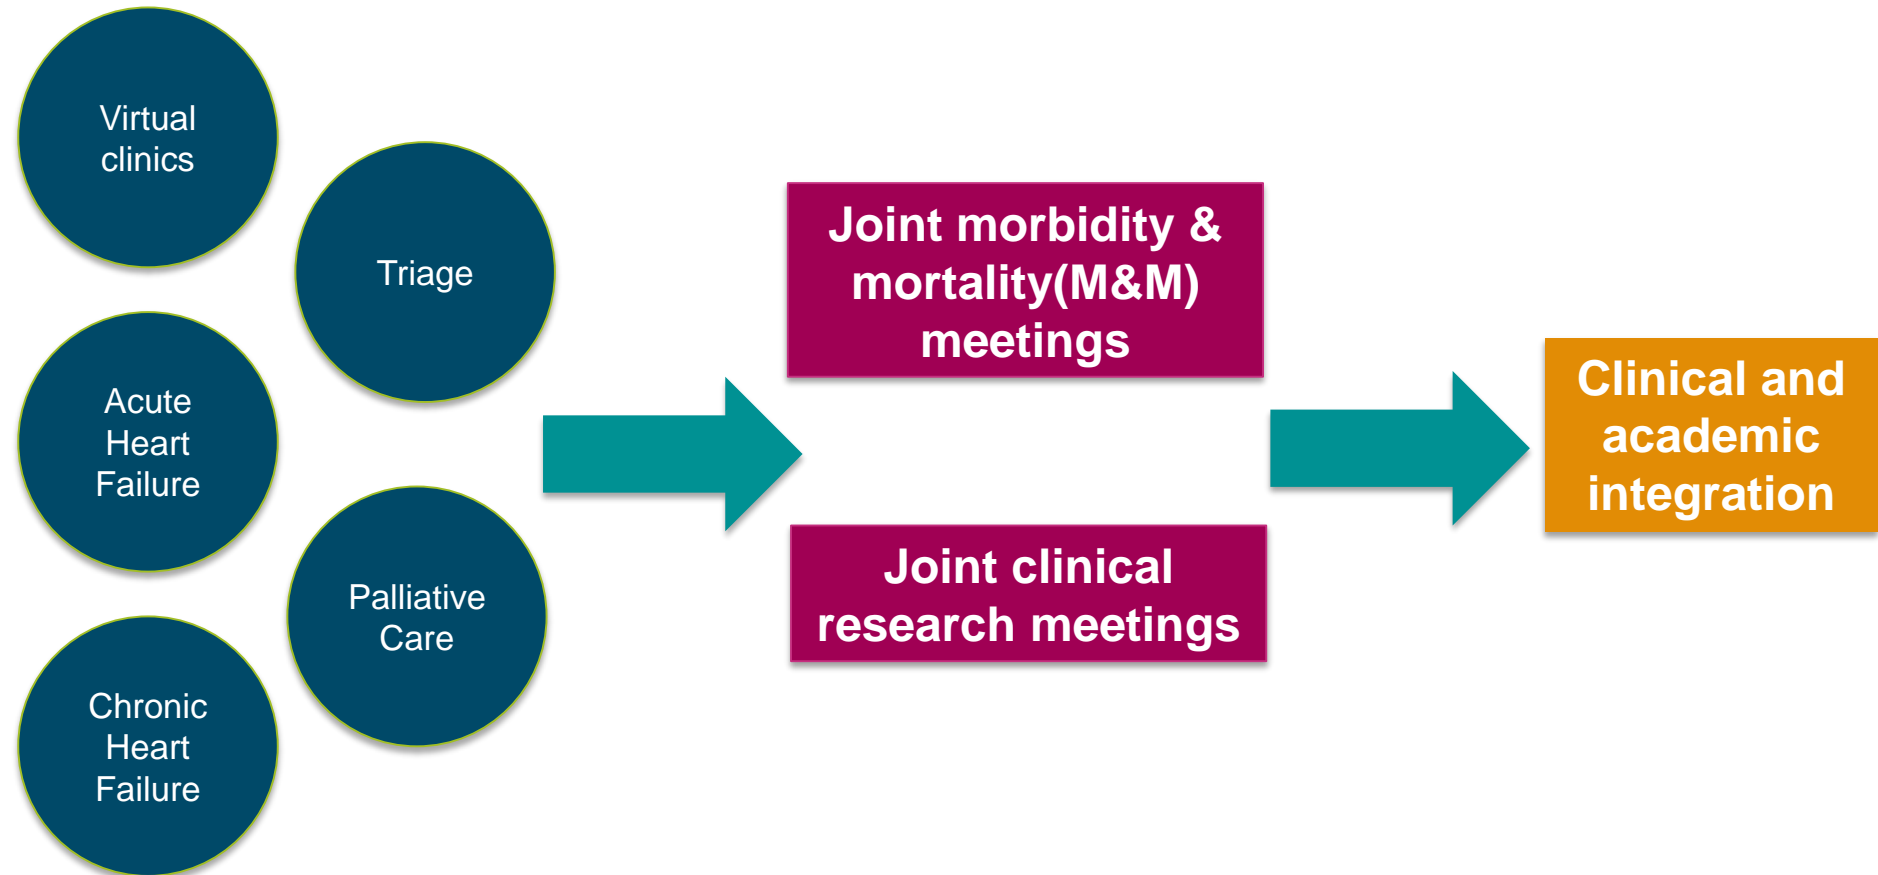 Virtual
clinics
Triage
Acute
Heart
Failure
Palliative
Care
Chronic
Heart
Failure
Joint morbidity &
mortality(M&M)
meetings
Joint clinical
research meetings
Clinical and
academic
integration